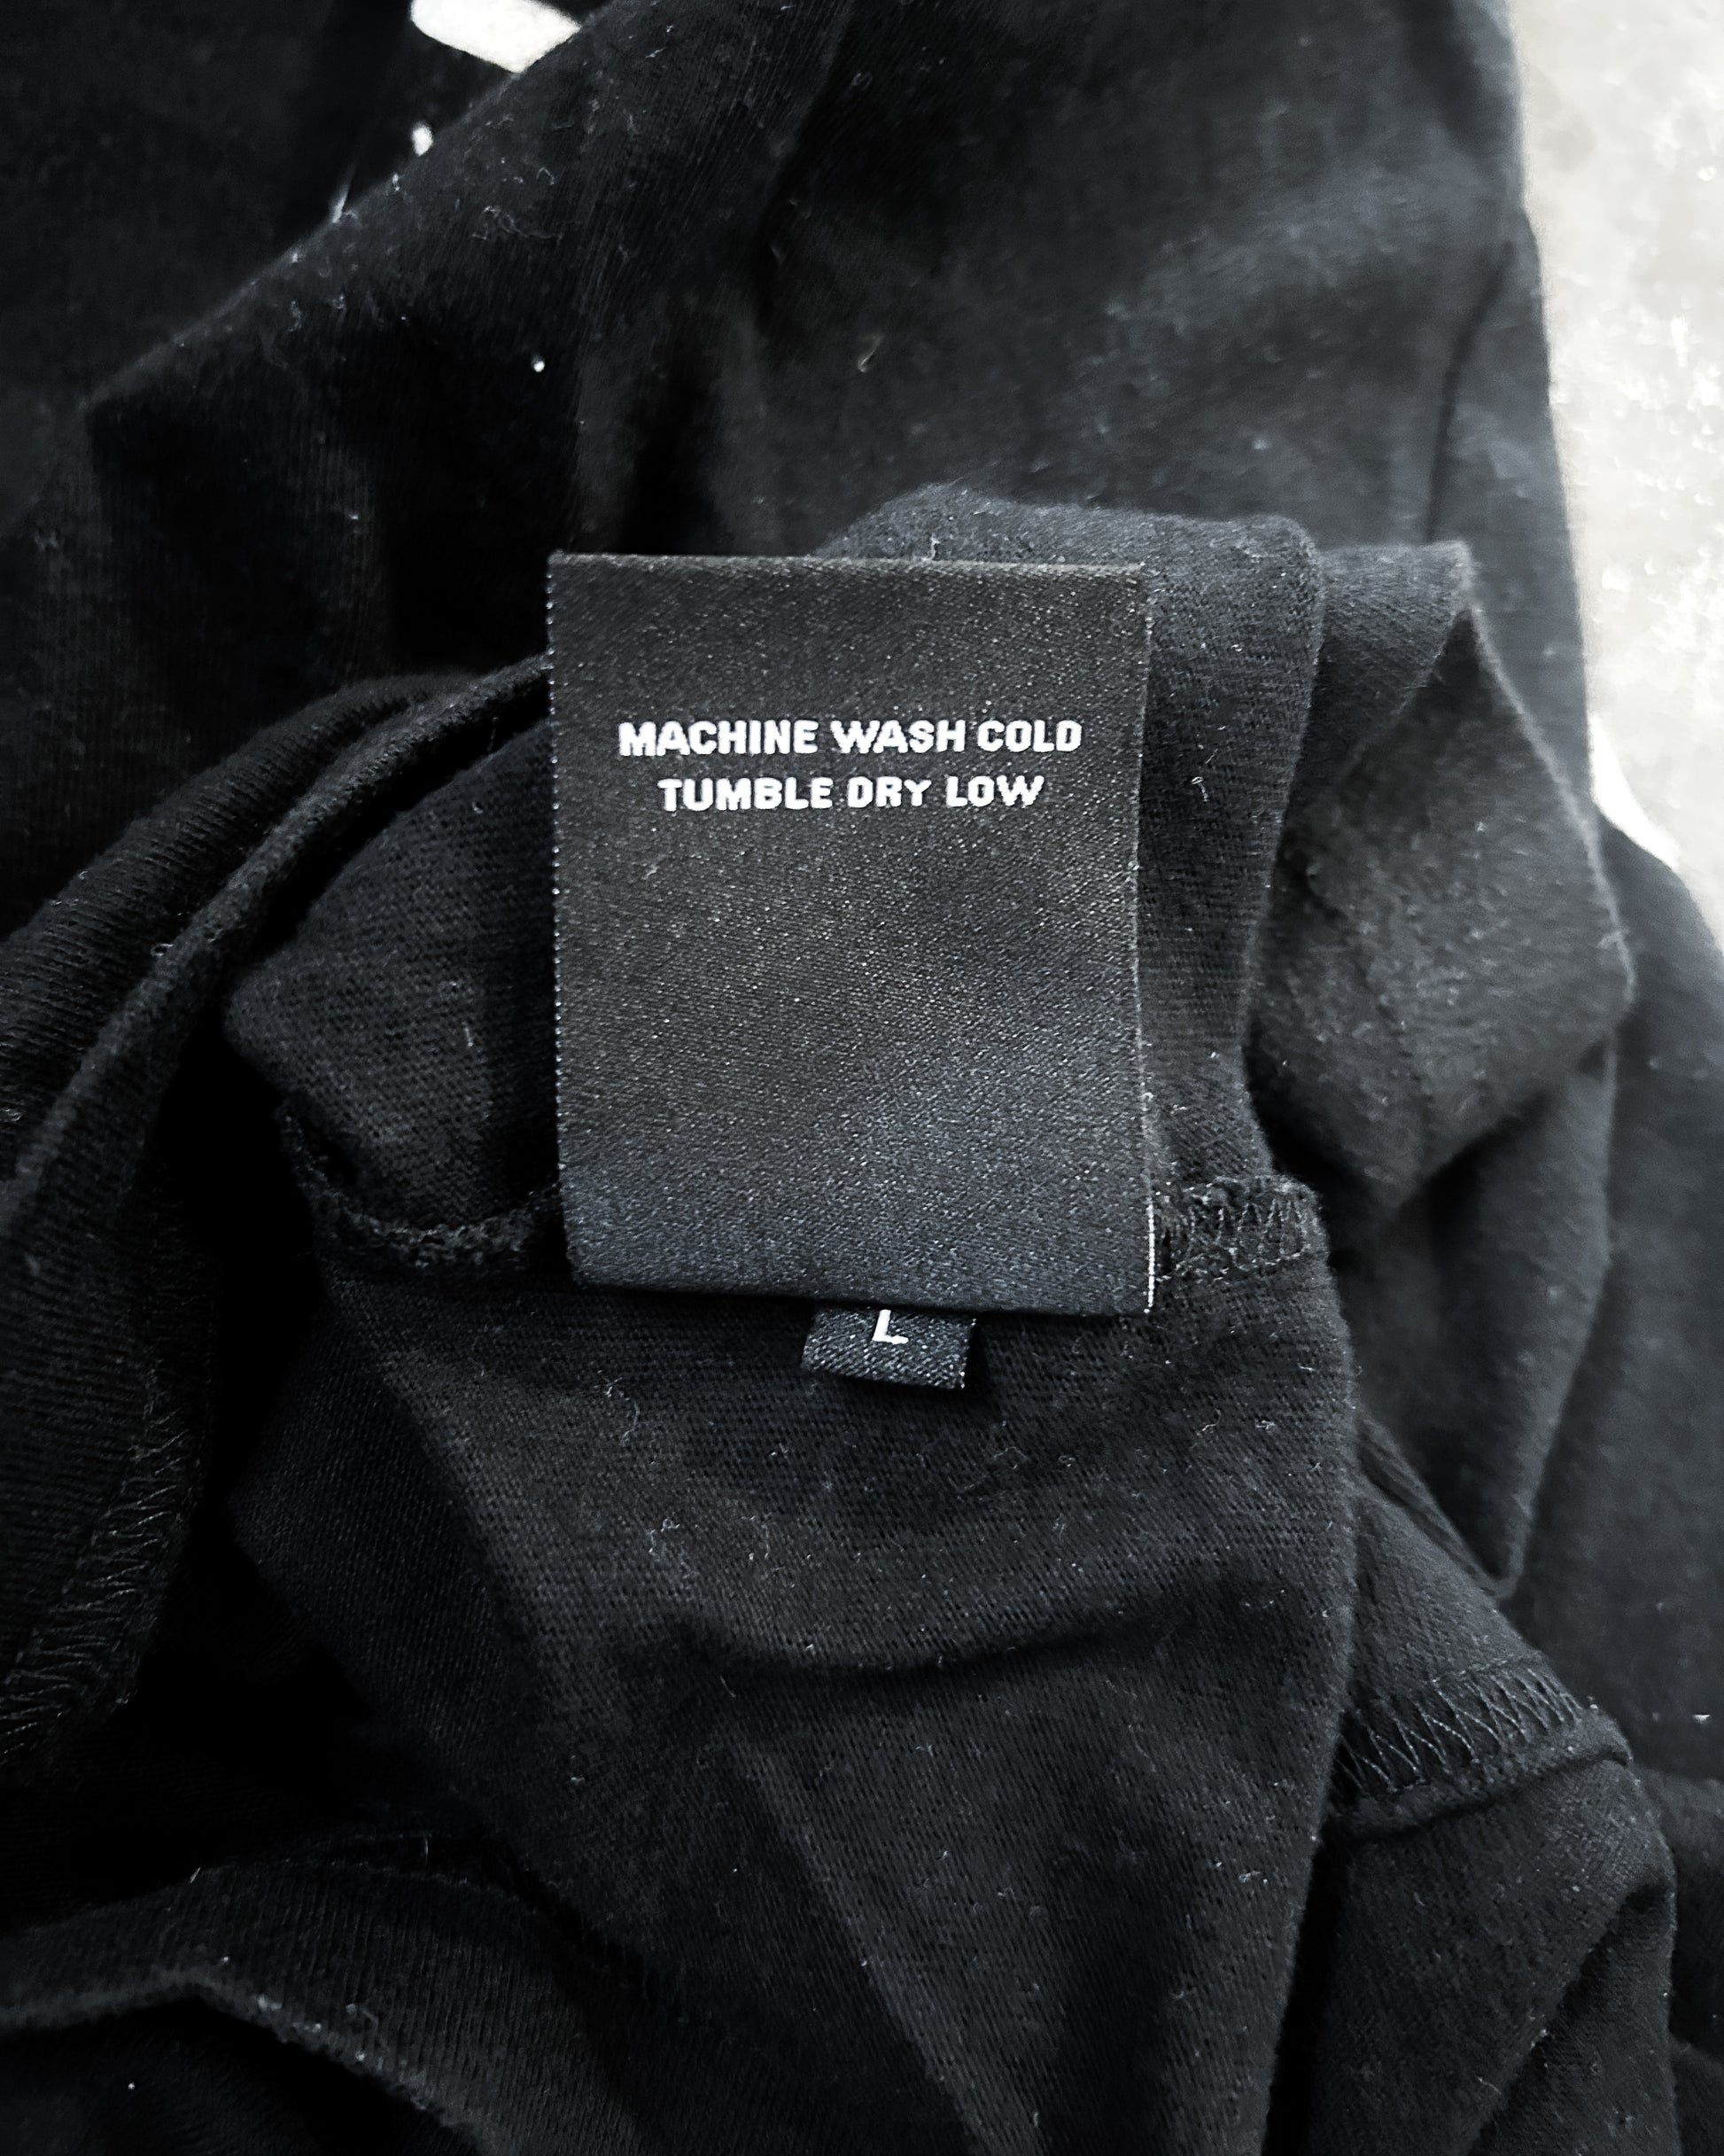 MACHINE WASH COLD
TUMBLE DRY LOW
L